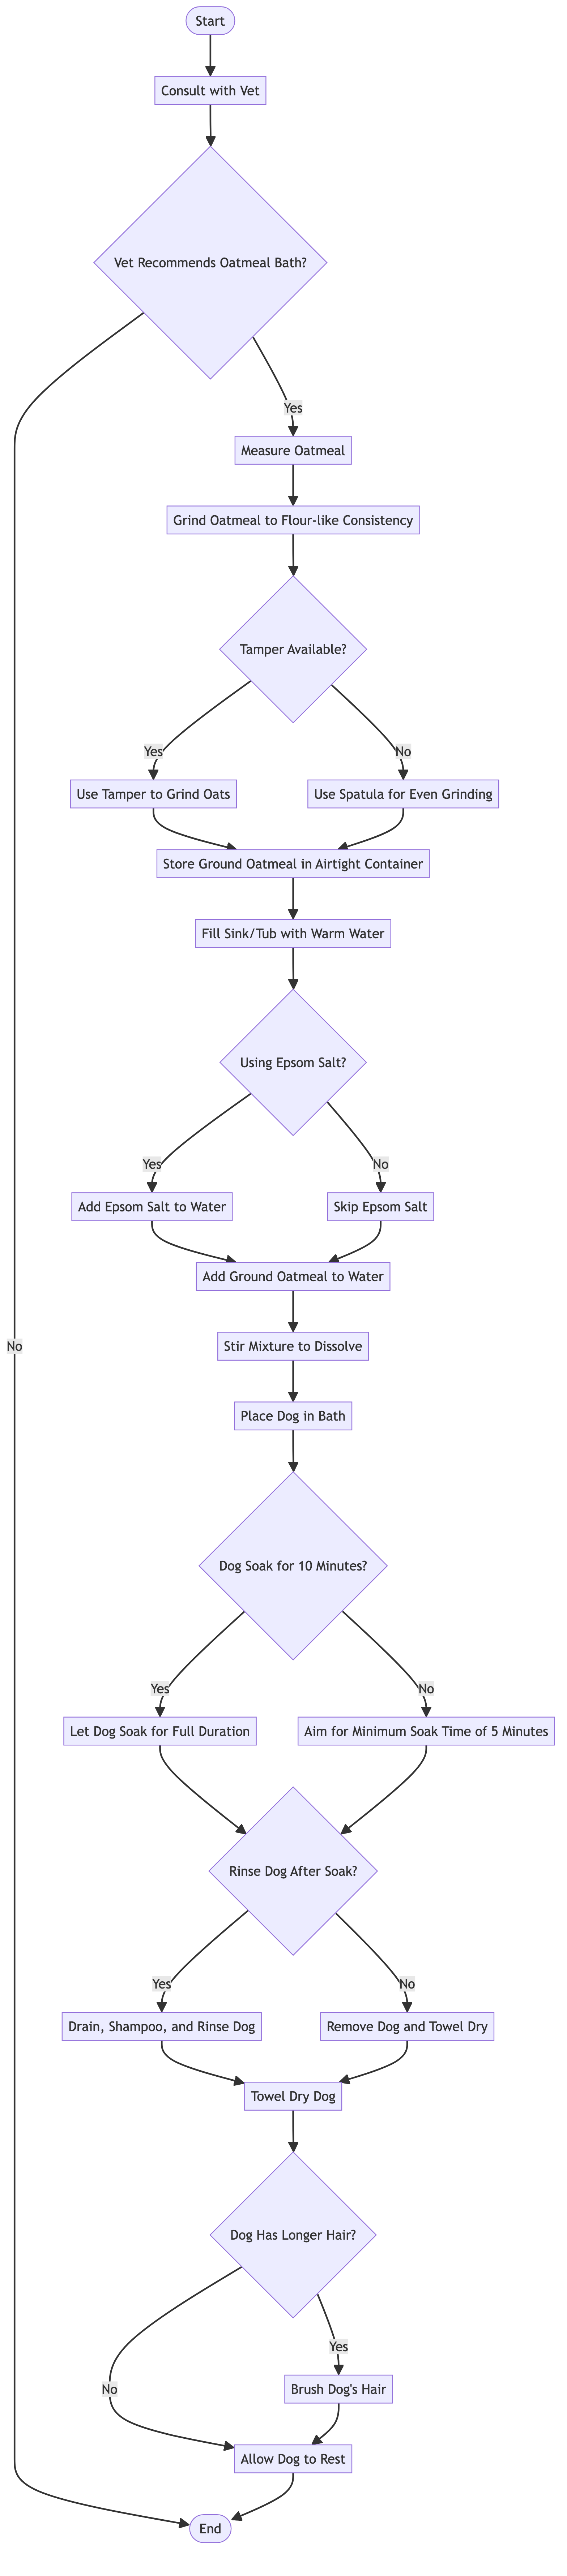 Start
Consult with Vet
Vet Recommends Oatmeal Bath?
Yes
Measure Oatmeal
Grind Oatmeal to Flour-like Consistency
Tamper Available?
Yes
No
Use Tamper to Grind Oats
Use Spatula for Even Grinding
Store Ground Oatmeal in Airtight Container
Fill Sink/Tub with Warm Water
Using Epsom Salt?
Yes
No
Add Epsom Salt to Water
Skip Epsom Salt
Add Ground Oatmeal to Water
No
Stir Mixture to Dissolve
Place Dog in Bath
Dog Soak for 10 Minutes?
Yes
No
Let Dog Soak for Full Duration
Aim for Minimum Soak Time of 5 Minutes
Rinse Dog After Soak?
Yes
No
Drain, Shampoo, and Rinse Dog
Remove Dog and Towel Dry
Towel Dry Dog
Dog Has Longer Hair?
Yes
No
Brush Dog's Hair
Allow Dog to Rest
End